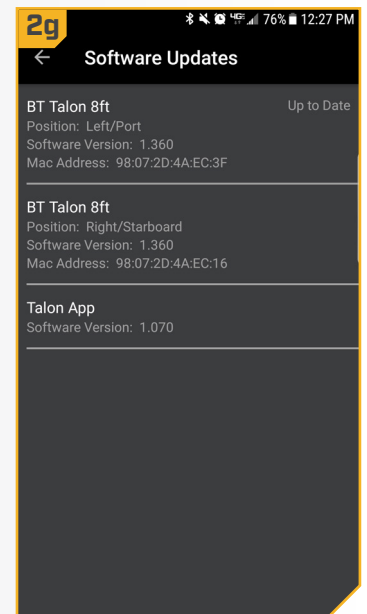 2g
4G LTE 76% 12:27 PM
Software Updates
BT Talon 8ft Up to Date
Position: Left/Port
Software Version: 1.360
Mac Address: 98:07:2D:4A:EC:3F
BT Talon 8ft
Position: Right/Starboard
Software Version: 1.360
Mac Address: 98:07:2D:4A:EC:16
Talon App
Software Version: 1.070